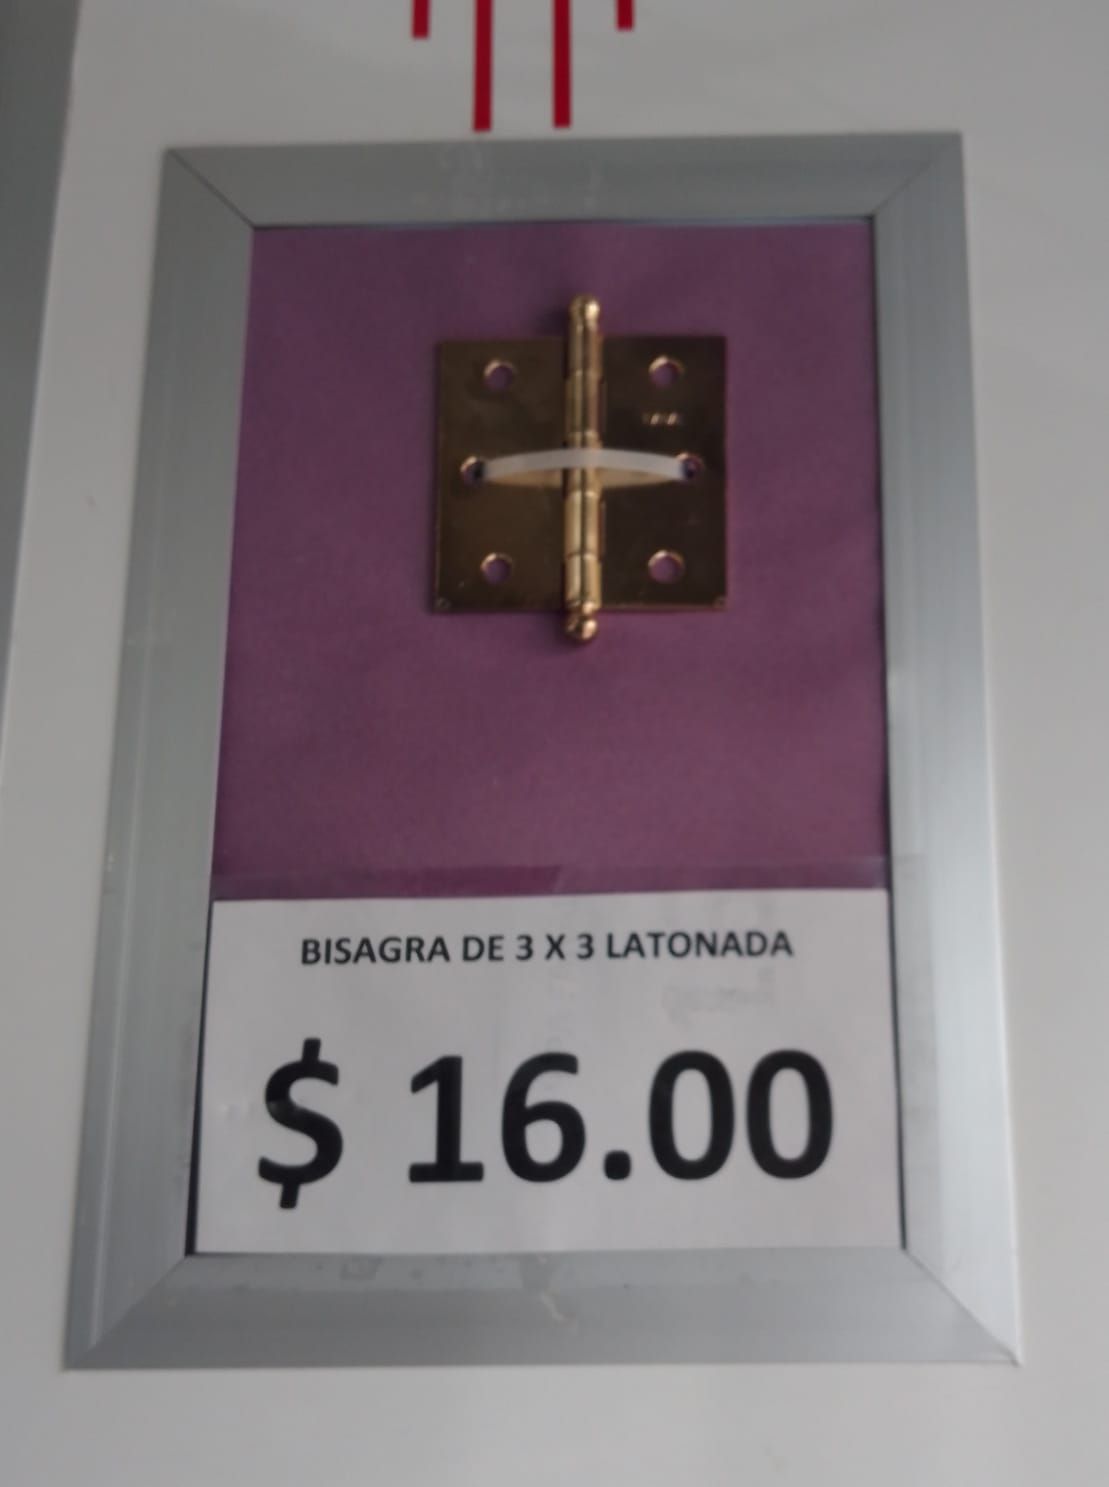 BISAGRA DE 3 X 3 LATONADA
$ 16.00